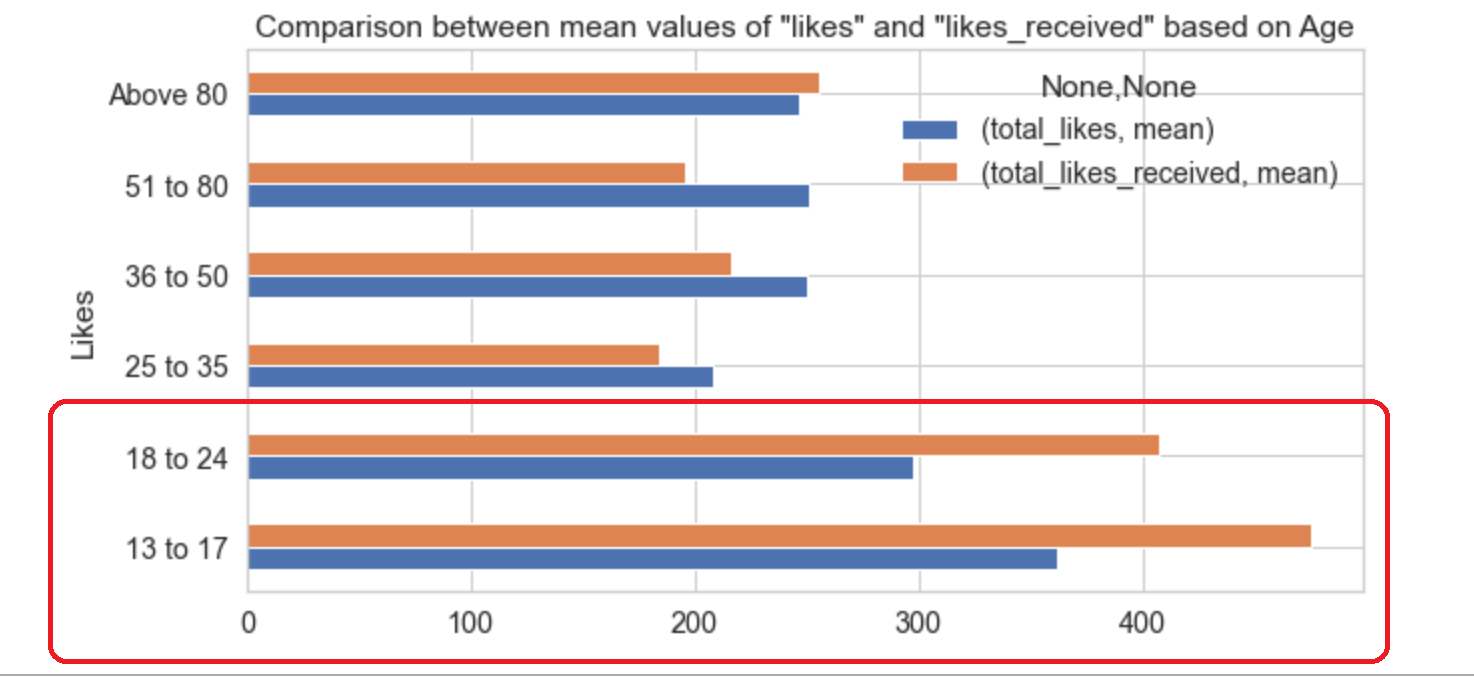 Comparison between mean values of "likes" and "likes_received" based on Age
None,None
(total_likes, mean)
(total_likes_received, mean)
Likes
Above 80
51 to 80
36 to 50
25 to 35
18 to 24
13 to 17
0 100 200 300 400